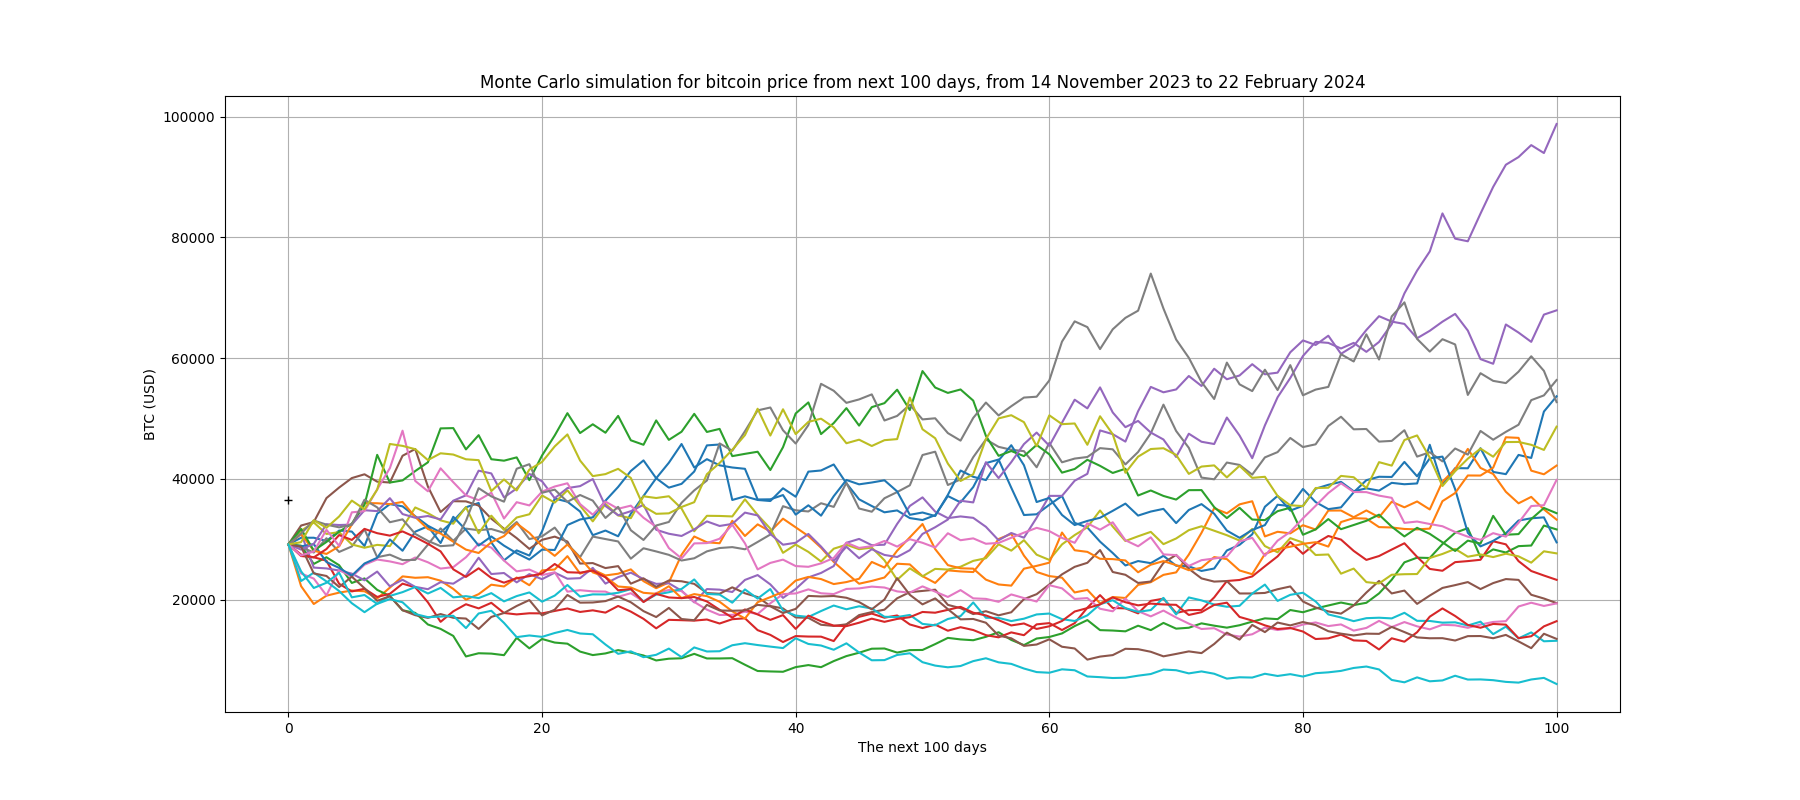 Monte Carlo simulation for bitcoin price from next 100 days, from 14 November 2023 to 22 February 2024
100000
80000
60000
40000
20000
BTC (USD)
0 20 40 60 80 100
The next 100 days